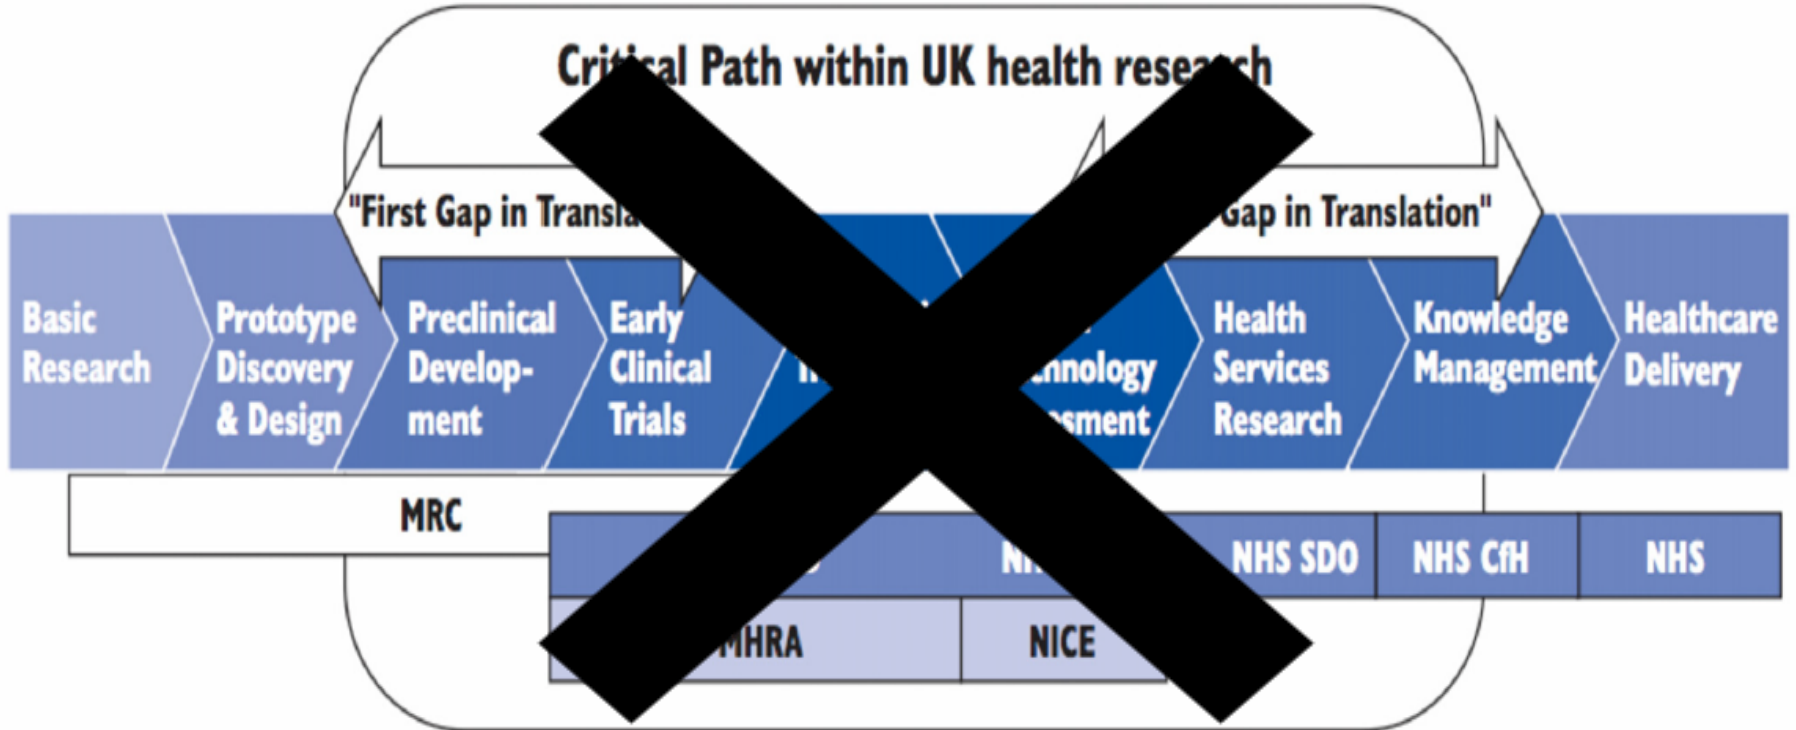 Critical Path within UK health research
"First Gap in
Gap in Translation"
Basic
Research
Prototype
Discovery
& Design
Preclinical
Develop-
ment
Early
Clinical
Trials
Health
Services
Research
Knowledge
Management
Healthcare
Delivery
MRC
NHS SDO
NHS CfH
NHS
MHRA
NICE